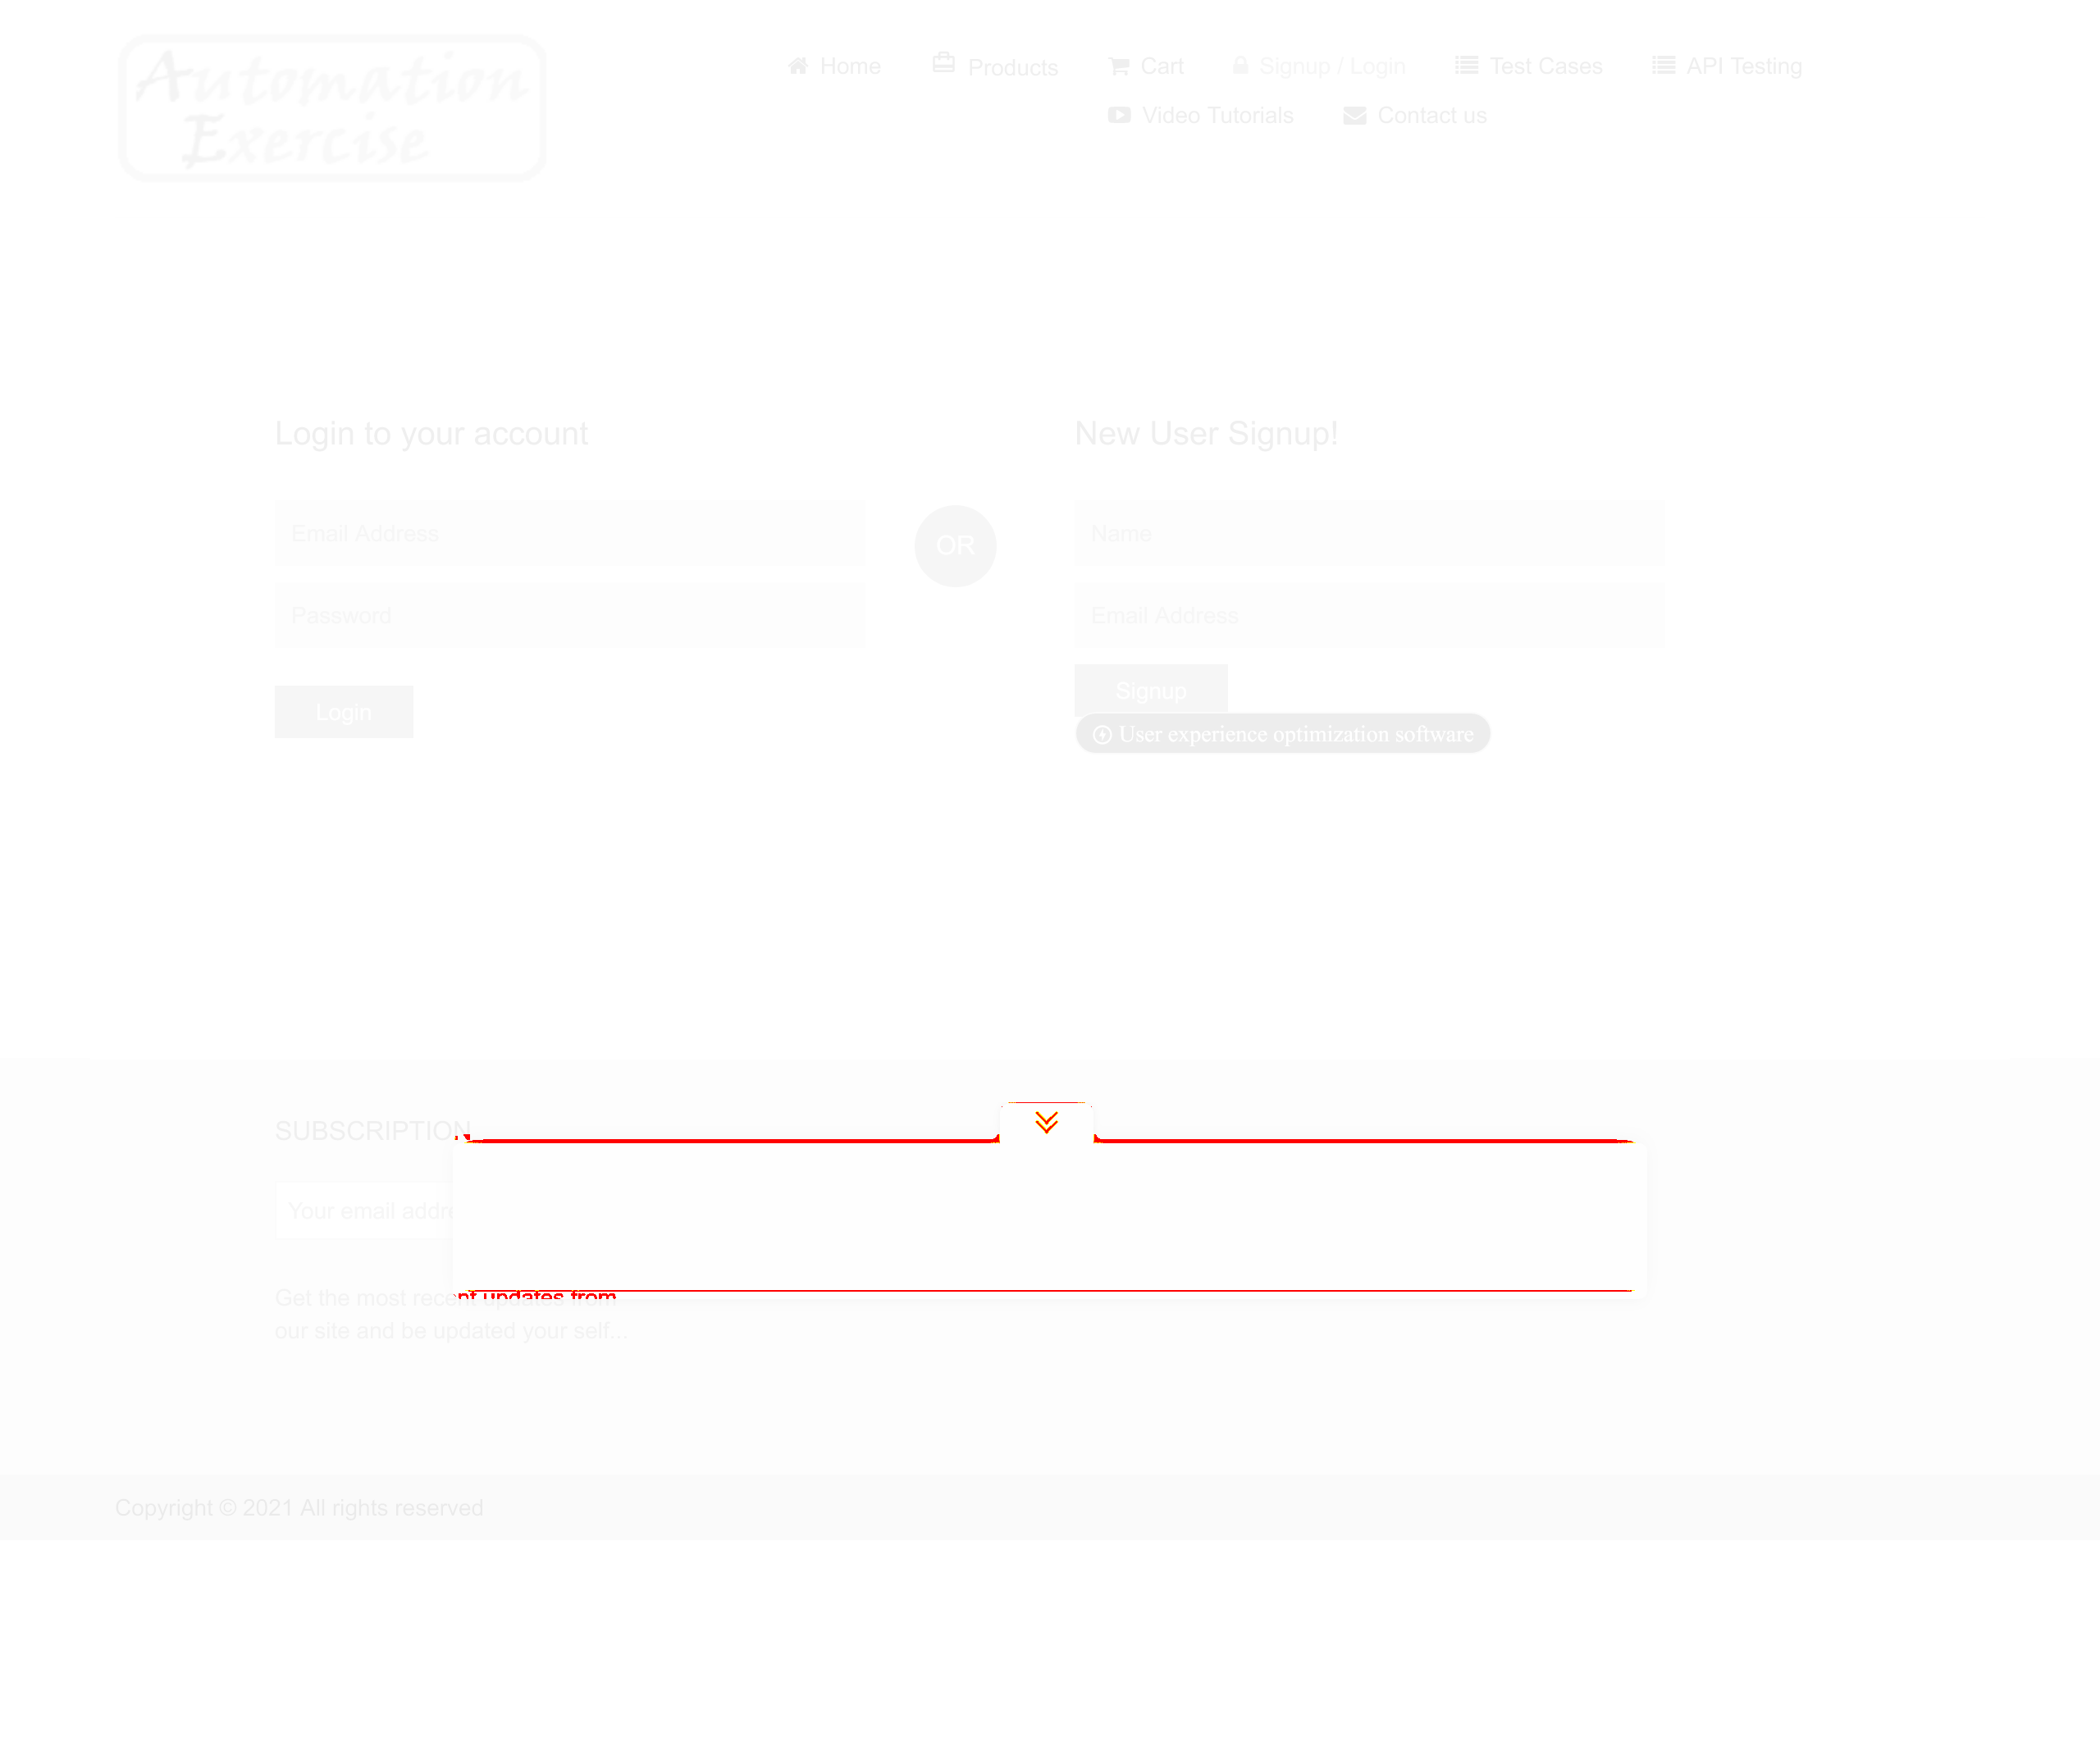 Automation
Exercise
Home
Products
Cart
Signup / Login
Test Cases
API Testing
Video Tutorials
Contact us
Login to your account
New User Signup!
Email Address
OR
Name
Password
Email Address
Login
Signup
User experience optimization software
SUBSCRIPTION
Your email addre
Get the most recent updates from
our site and be updated your self...
Copyright © 2021 All rights reserved